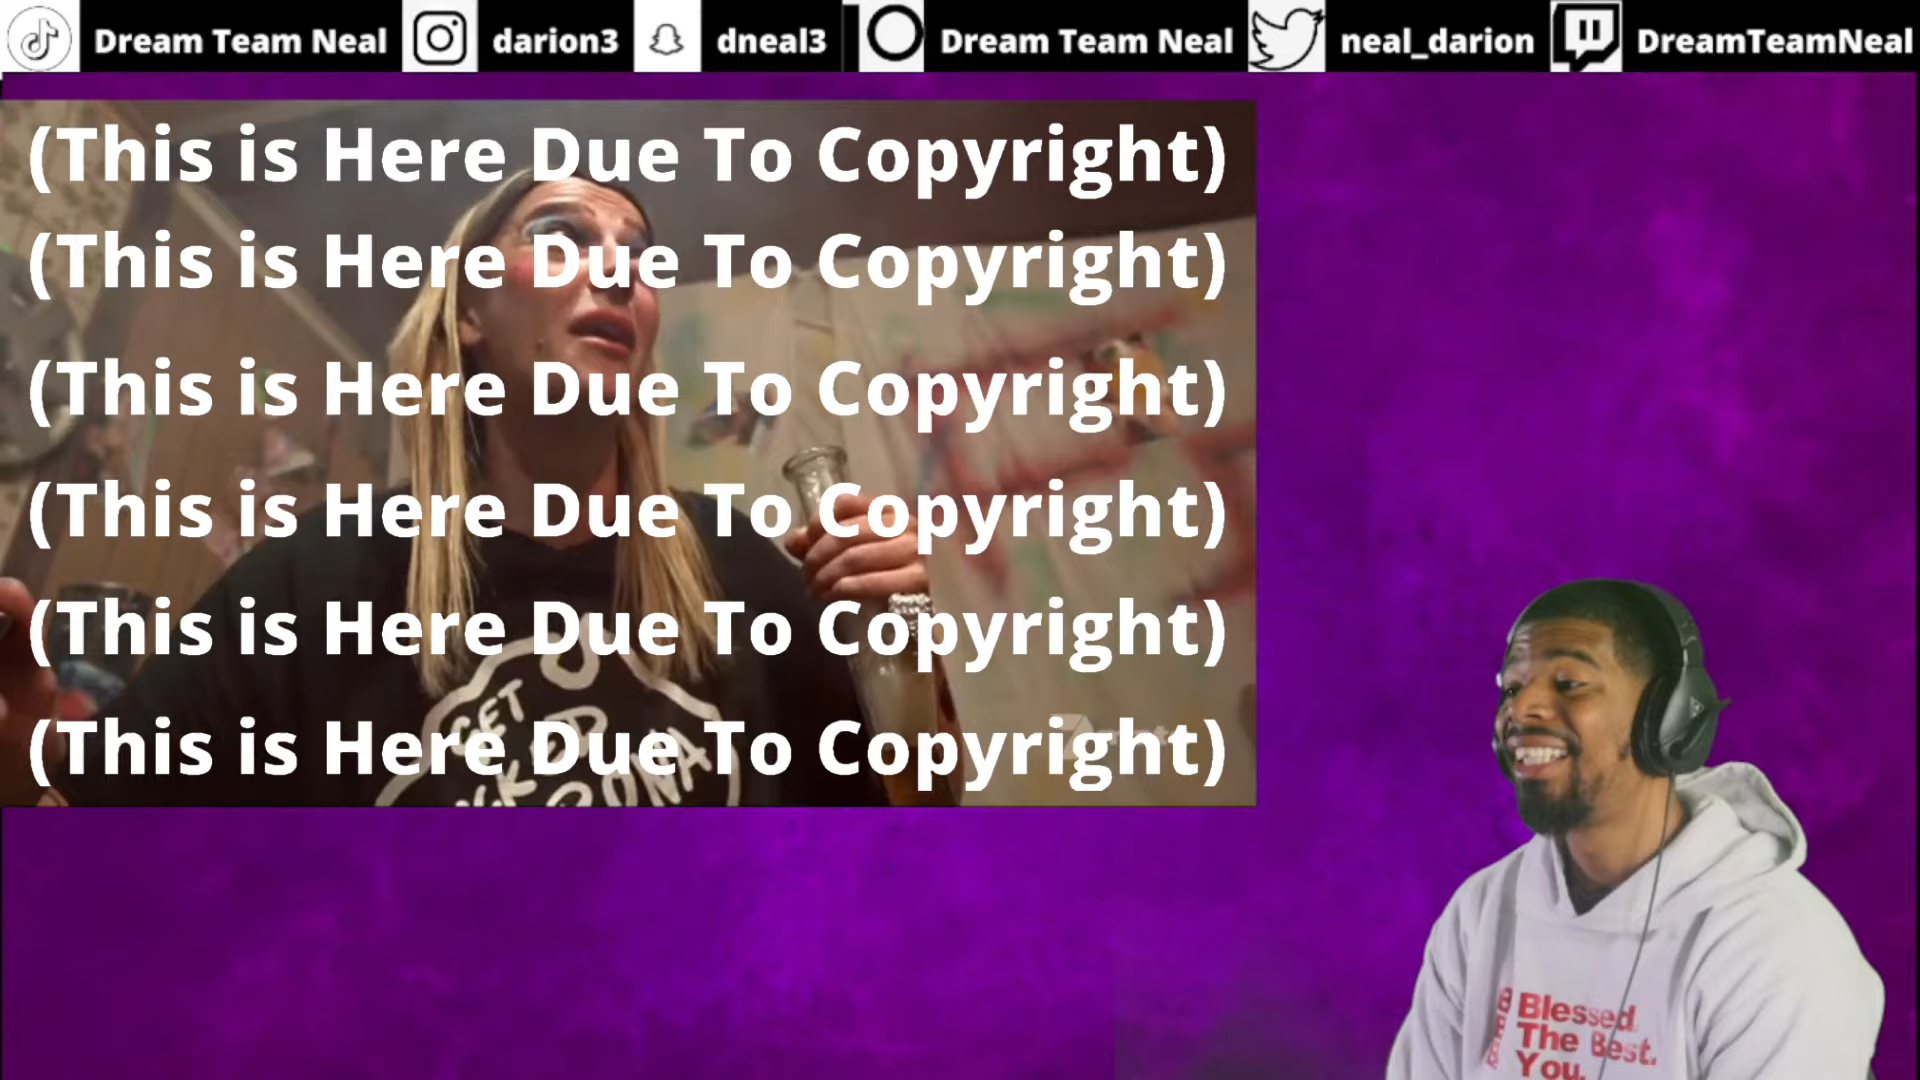 Dream Team Neal darion3 dneal3 Dream Team Neal neal_darion DreamTeamNeal
(This is Here Due To Copyright)
(This is Here Due To Copyright)
(This is Here Due To Copyright)
(This is Here Due To Copyright)
(This is Here Due To Copyright)
(This is Here Due To Copyright)
GET
Blessed.
The Best.
You.